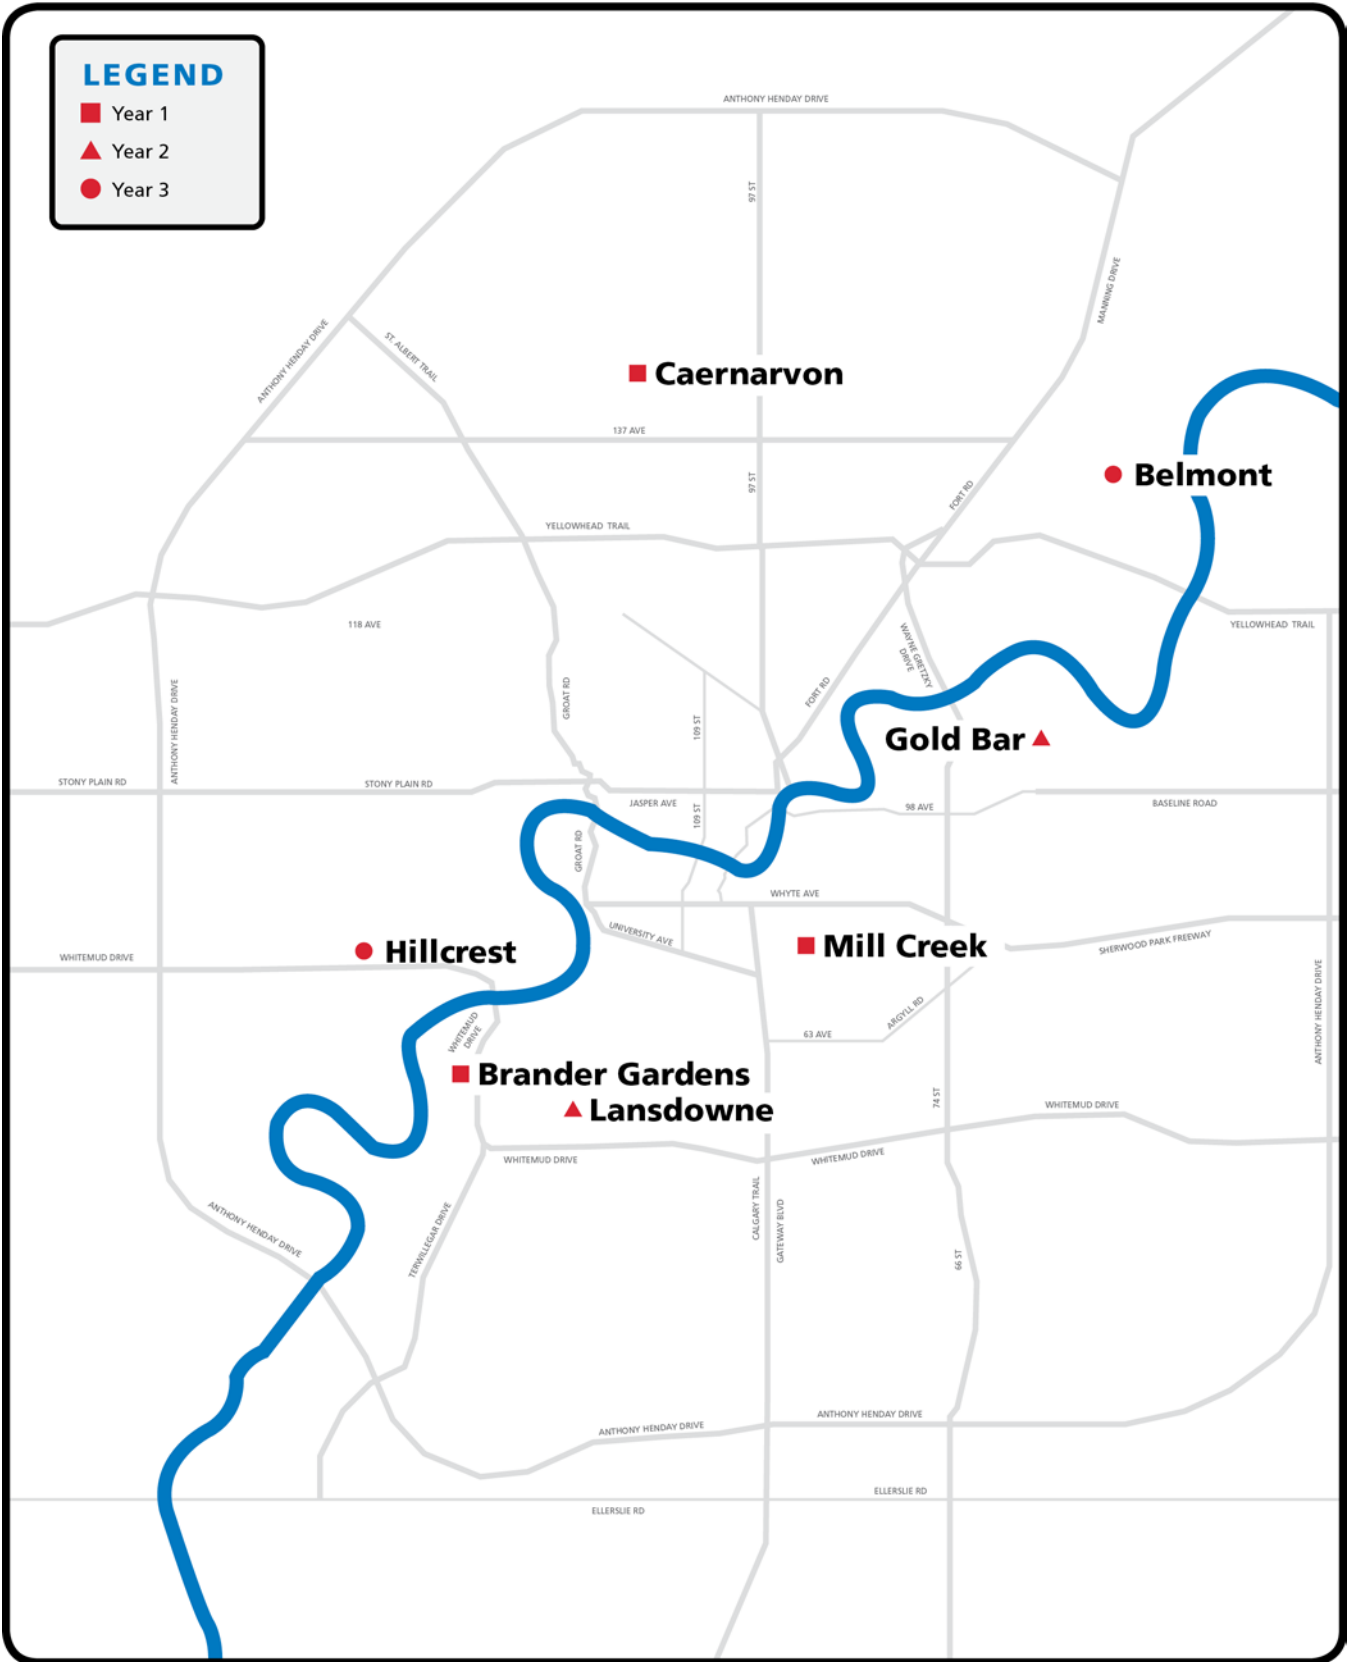 LEGEND
Year 1
Year 2
Year 3
ANTHONY HENDAY DRIVE
97 ST
MANNING DRIVE
ANTHONY HENDAY DRIVE
ST. ALBERT TRAIL
Caernarvon
137 AVE
97 ST
FORT RD
Belmont
YELLOWHEAD TRAIL
118 AVE
YELLOWHEAD TRAIL
WAYNE GRETZKY
DRIVE
ANTHONY HENDAY DRIVE
GROAT RD
FORT RD
109 ST
Gold Bar
STONY PLAIN RD
STONY PLAIN RD
JASPER AVE
109 ST
98 AVE
BASELINE ROAD
GROAT RD
WHYTE AVE
UNIVERSITY AVE
Hillcrest
Mill Creek
SHERWOOD PARK FREEWAY
WHITEMUD DRIVE
ANTHONY HENDAY DRIVE
WHITEMUD
DRIVE
63 AVE
ARGYLL RD
Brander Gardens
Lansdowne
74 ST
WHITEMUD DRIVE
WHITEMUD DRIVE
WHITEMUD DRIVE
ANTHONY HENDAY DRIVE
TERWILLEGAR DRIVE
CALGARY TRAIL
GATEWAY BLVD
66 ST
ANTHONY HENDAY DRIVE
ANTHONY HENDAY DRIVE
ELLERSLIE RD
ELLERSLIE RD